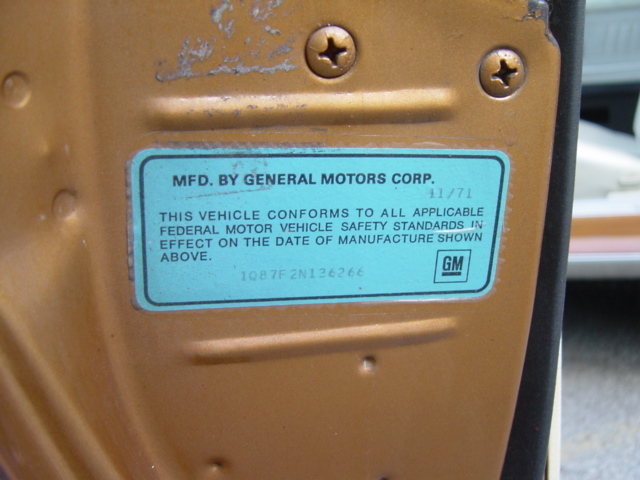 MFD. BY GENERAL MOTORS CORP.
11/71
THIS VEHICLE CONFORMS TO ALL APPLICABLE
FEDERAL MOTOR VEHICLE SAFETY STANDARDS IN
EFFECT ON THE DATE OF MANUFACTURE SHOWN
ABOVE.
1Q87F2N136266
GM